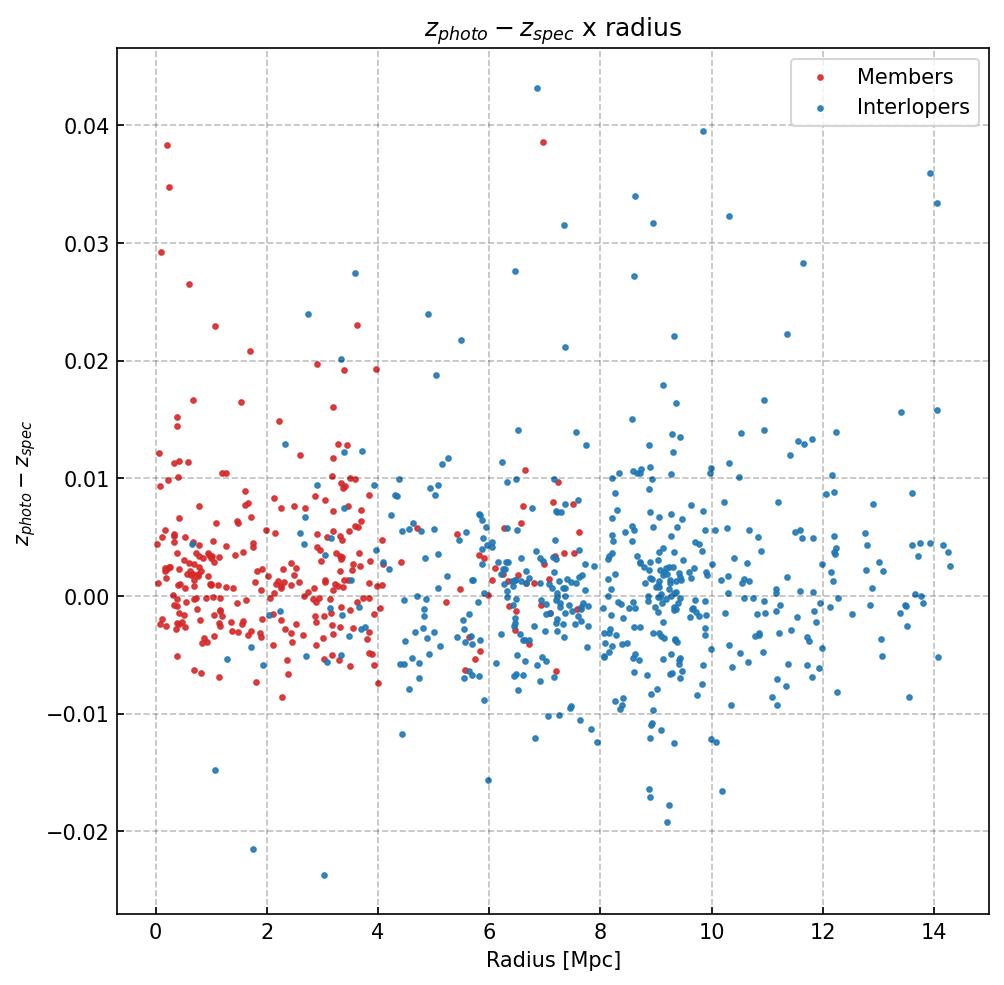 z_photo − z_spec x radius
Members
Interlopers
0.04
0.03
0.02
0.01
0.00
−0.01
−0.02
z_photo − z_spec
0 2 4 6 8 10 12 14
Radius [Mpc]